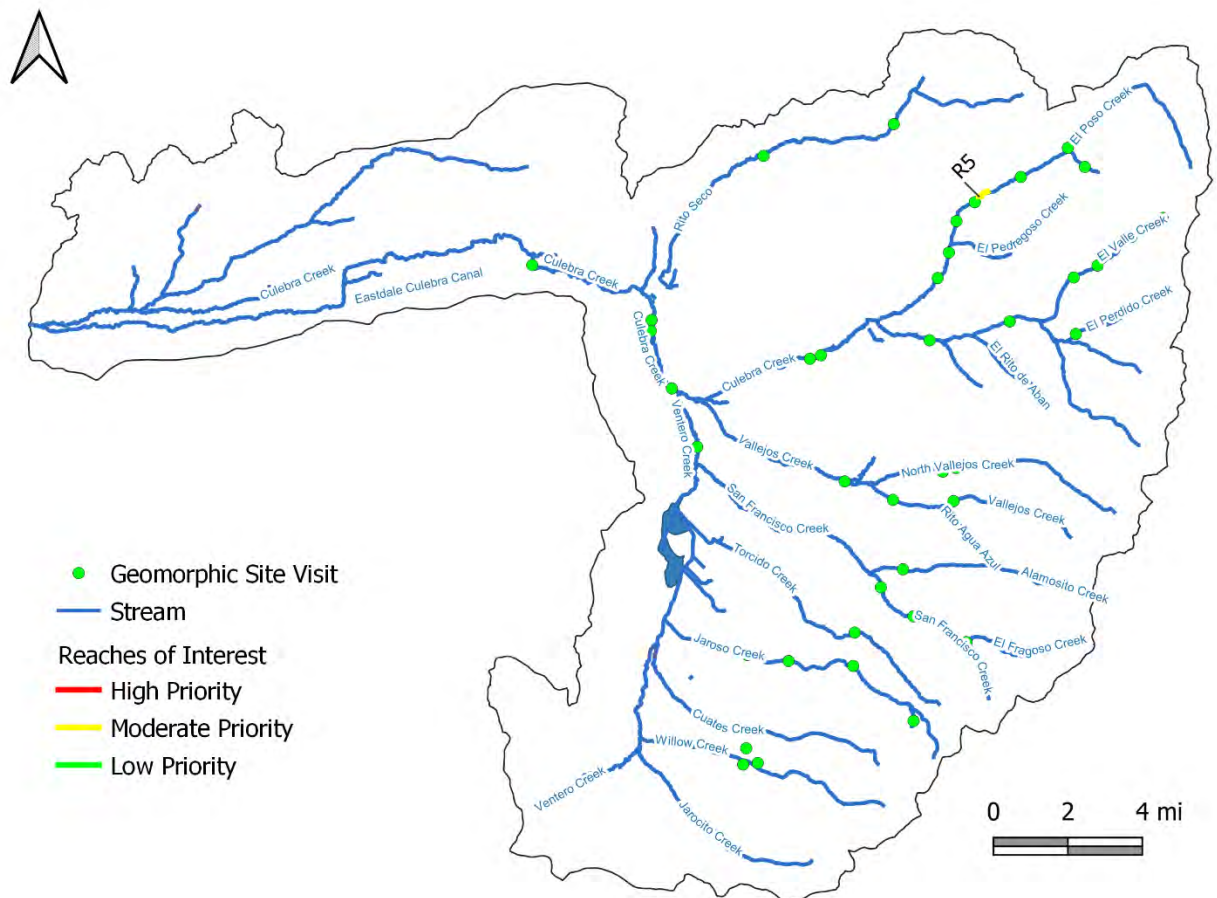 El Poso Creek
R5
Rito Seco
El Pedregoso Creek
El Valle Creek
Culebra Creek
Culebra Creek
Eastdale Culebra Canal
El Perdido Creek
Culebra Creek
Culebra Creek
El Rito de Aban
Ventero Creek
Vallejos Creek
North Vallejos Creek
San Francisco Creek
Vallejos Creek
Rito Agua Azul
Torcido Creek
Alamosito Creek
San Francisco Creek
El Fragoso Creek
Jaroso Creek
Cuates Creek
Willow Creek
Ventero Creek
Jarocito Creek
Geomorphic Site Visit
Stream
Reaches of Interest
High Priority
Moderate Priority
Low Priority
0 2 4 mi